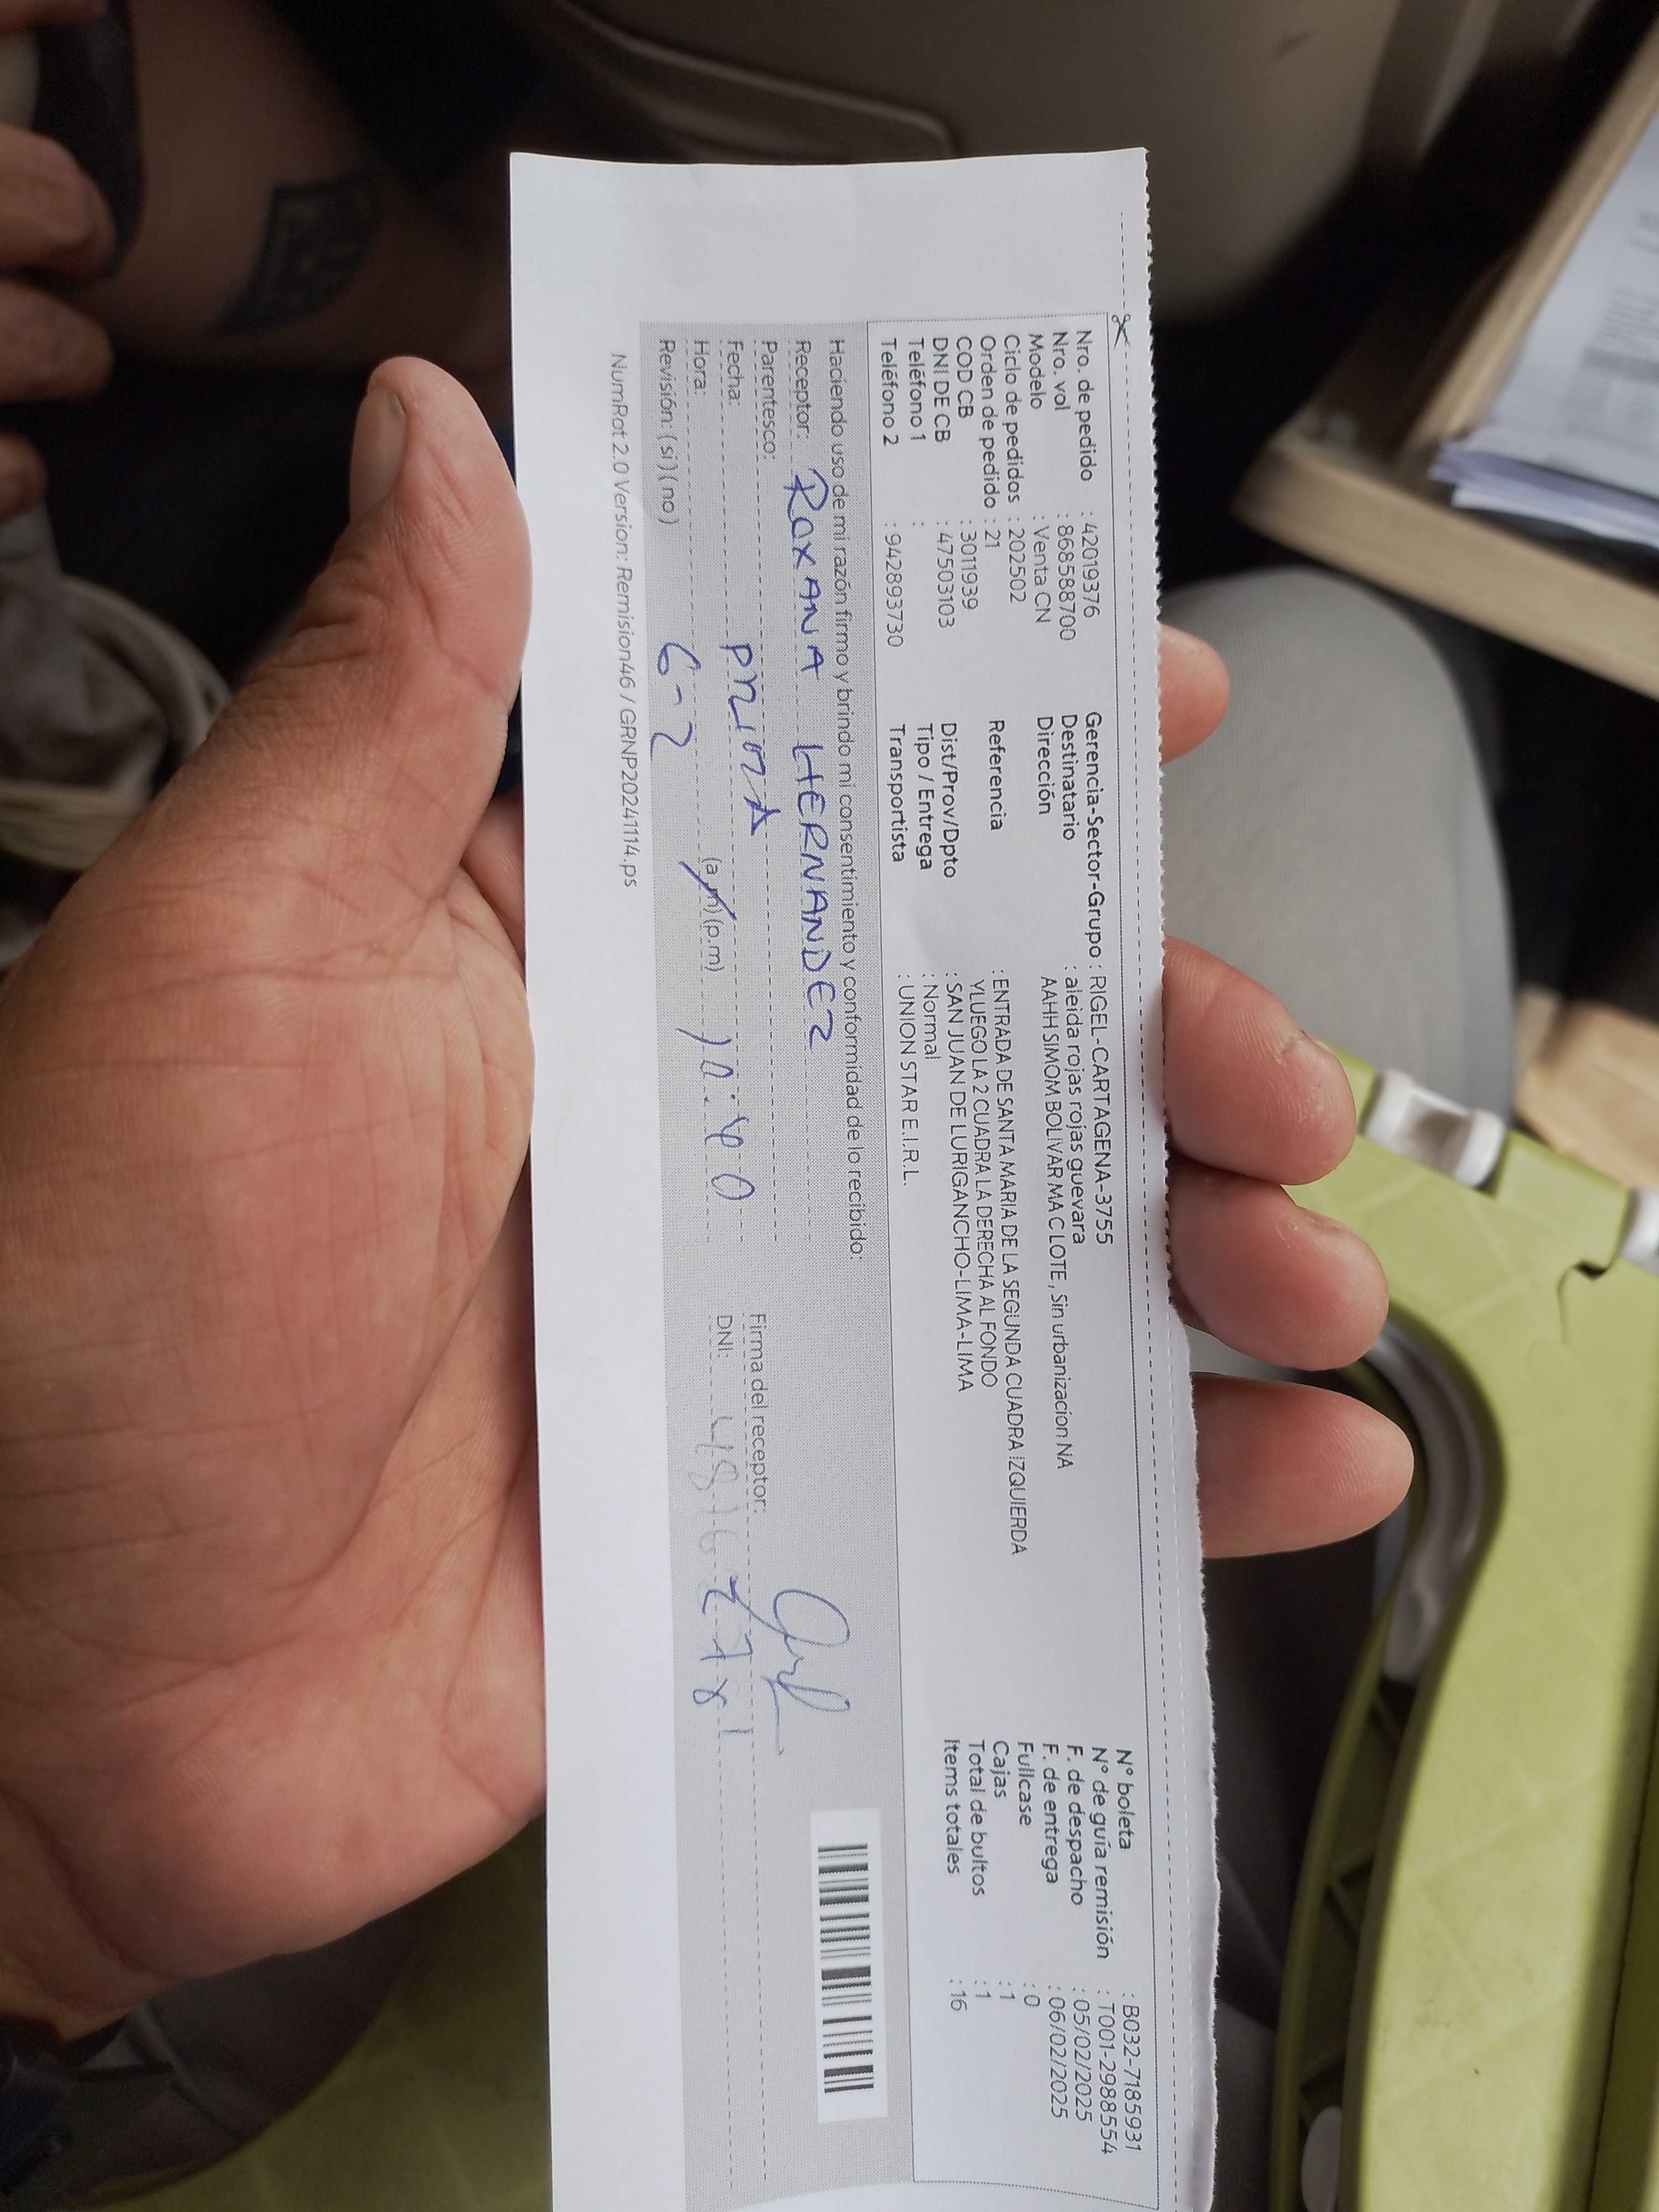 Nro. de pedido : 42019376
Nro. vol : 868588700
Modelo : Venta CN
Ciclo de pedidos : 202502
Orden de pedido : 21
COD CB : 3011939
DNI DE CB : 47503103
Teléfono 1 :
Teléfono 2 : 942893730
Gerencia-Sector-Grupo : RIGEL-CARTAGENA-3755
Destinatario : aleida rojas rojas guevara
Dirección AAHH SIMOM BOLIVAR MA C LOTE , Sin urbanizacion NA
Referencia : ENTRADA DE SANTA MARIA DE LA SEGUNDA CUADRA IZQUIERDA
YLUEGO LA 2 CUADRA LA DERECHA AL FONDO
Dist/Prov/Dpto : SAN JUAN DE LURIGANCHO-LIMA-LIMA
Tipo / Entrega : Normal
Transportista : UNION STAR E.I.R.L.
N° boleta : B032-7185931
N° de guía remisión : T001-2988554
F. de despacho : 05/02/2025
F. de entrega : 06/02/2025
Fullcase : 0
Cajas : 1
Total de bultos : 1
Items totales : 16
Haciendo uso de mi razón firmo y brindo mi consentimiento y conformidad de lo recibido:
Receptor: ROXANA HERNANDEZ
Parentesco: PRIMA
Fecha: 6-2
Hora: (a.m) (p.m) 10:40
Revisión: (si) (no)
Firma del receptor:
DNI:
NumRot 2.0 Version: Remision46 / GRNP20241114.ps